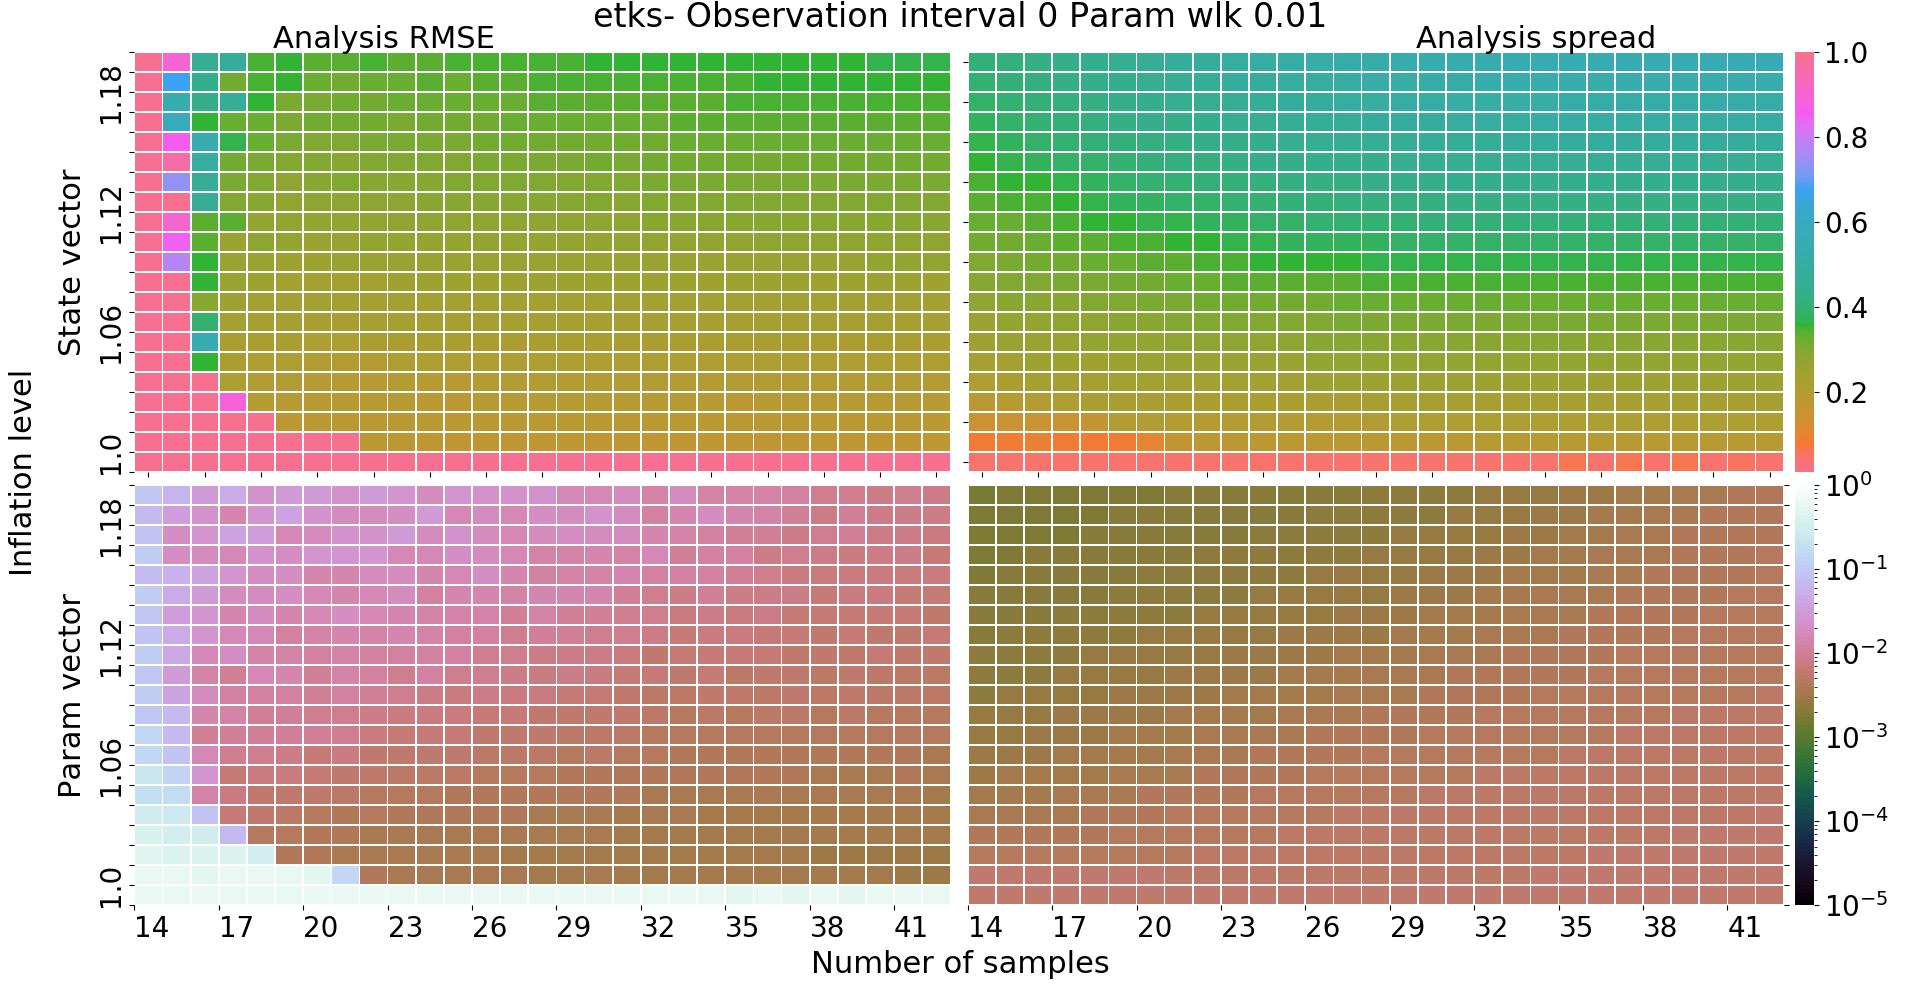 etks- Observation interval 0 Param wlk 0.01
Analysis RMSE
Analysis spread
Inflation level
State vector
1.18
1.12
1.06
1.0
1.0
0.8
0.6
0.4
0.2
Param vector
1.18
1.12
1.06
1.0
10^0
10^−1
10^−2
10^−3
10^−4
10^−5
14 17 20 23 26 29 32 35 38 41
14 17 20 23 26 29 32 35 38 41
Number of samples